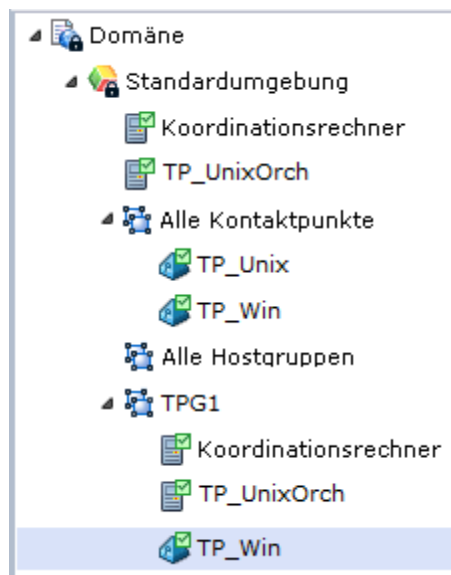 Domäne
Standardumgebung
Koordinationsrechner
TP_UnixOrch
Alle Kontaktpunkte
TP_Unix
TP_Win
Alle Hostgruppen
TPG1
Koordinationsrechner
TP_UnixOrch
TP_Win